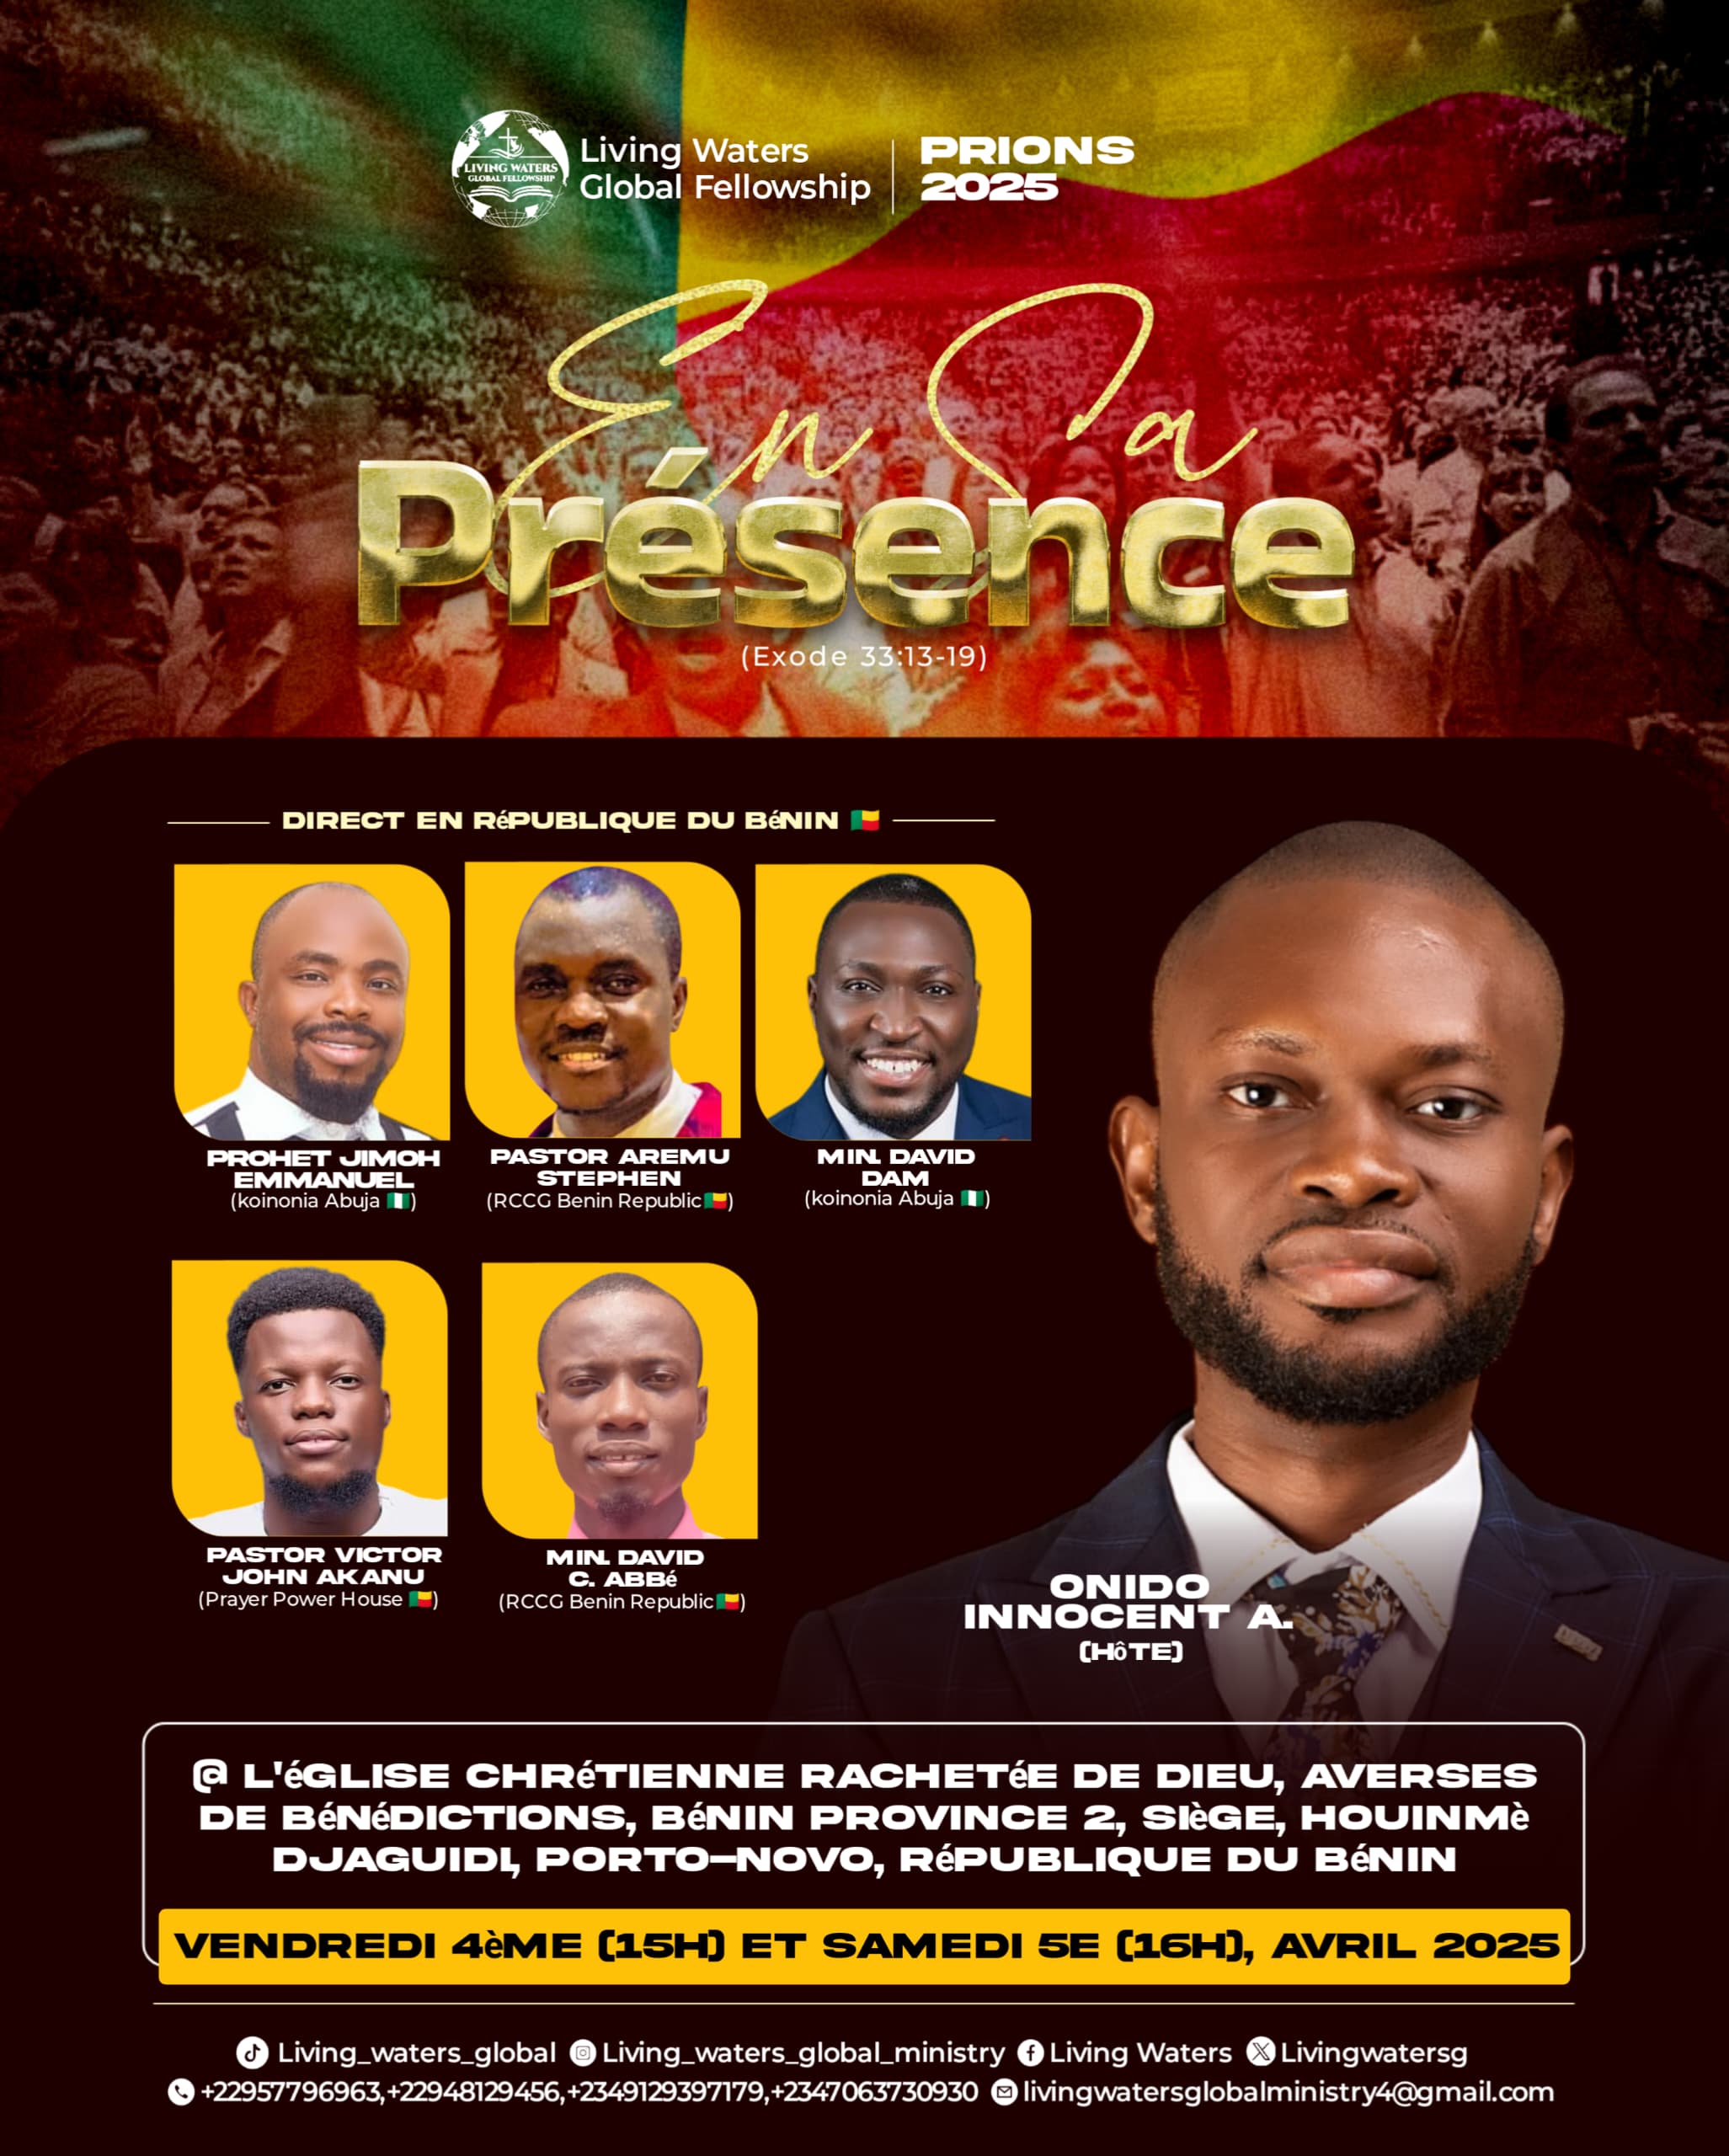 LIVING WATERS
GLOBAL FELLOWSHIP
Living Waters
Global Fellowship
PRIONS
2025
En Sa
Présence
(Exode 33:13-19)
DIRECT EN RéPUBLIQUE DU BéNIN
PROHET JIMOH
EMMANUEL
(koinonia Abuja)
PASTOR AREMU
STEPHEN
(RCCG Benin Republic)
MIN. DAVID
DAM
(koinonia Abuja)
PASTOR VICTOR
JOHN AKANU
(Prayer Power House)
MIN. DAVID
C. ABBé
(RCCG Benin Republic)
ONIDO
INNOCENT A.
(HôTE)
@ L'éGLISE CHRéTIENNE RACHETéE DE DIEU, AVERSES
DE BéNéDICTIONS, BéNIN PROVINCE 2, SIèGE, HOUINMè
DJAGUIDI, PORTO-NOVO, RéPUBLIQUE DU BéNIN
VENDREDI 4èME (15H) ET SAMEDI 5E (16H), AVRIL 2025
Living_waters_global Living_waters_global_ministry Living Waters Livingwatersg
+22957796963,+22948129456,+2349129397179,+2347063730930 livingwatersglobalministry4@gmail.com